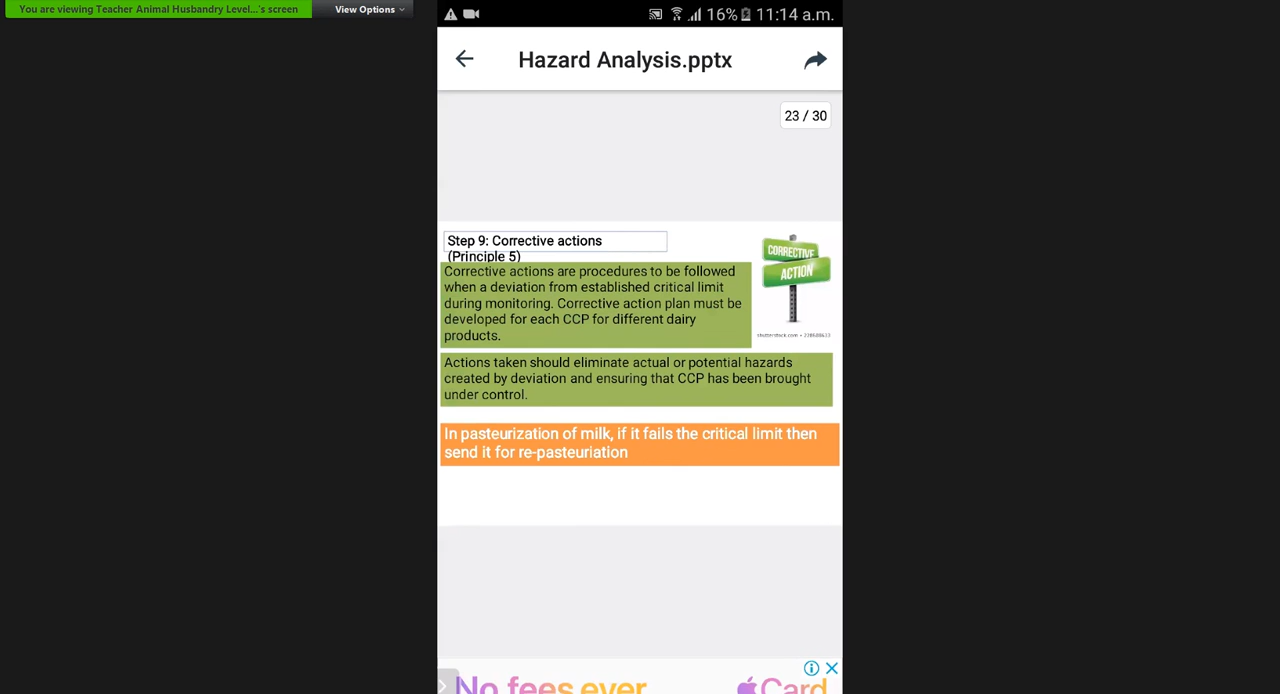 You are viewing Teacher Animal Husbandry Level...'s screen
View Options
16% 11:14 a.m.
Hazard Analysis.pptx
23 / 30
Step 9: Corrective actions
(Principle 5)
CORRECTIVE
ACTION
Corrective actions are procedures to be followed
when a deviation from established critical limit
during monitoring. Corrective action plan must be
developed for each CCP for different dairy
products.
Actions taken should eliminate actual or potential hazards
created by deviation and ensuring that CCP has been brought
under control.
In pasteurization of milk, if it fails the critical limit then
send it for re-pasteuriation
No fees ever
Card